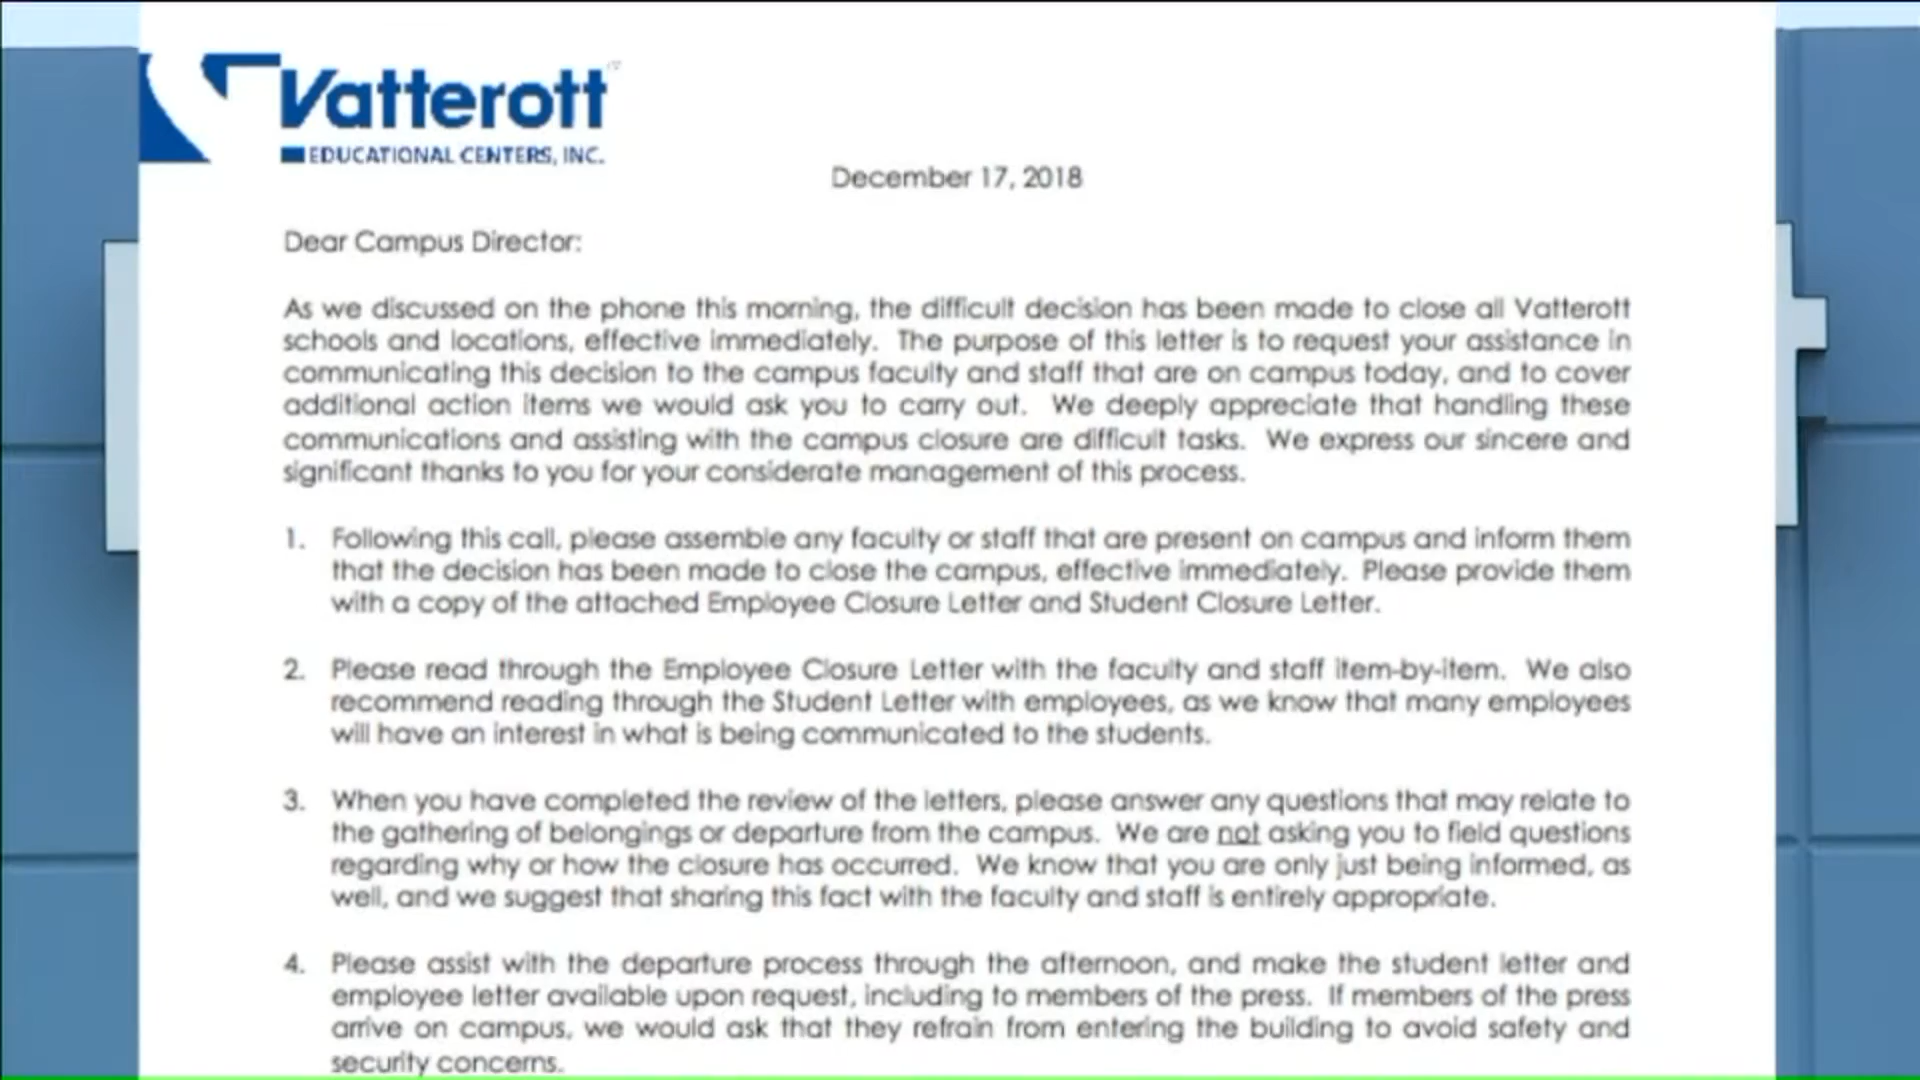 Vatterott
EDUCATIONAL CENTERS, INC.
December 17, 2018
Dear Campus Director:
As we discussed on the phone this morning, the difficult decision has been made to close all Vatterott
schools and locations, effective immediately. The purpose of this letter is to request your assistance in
communicating this decision to the campus faculty and staff that are on campus today, and to cover
additional action items we would ask you to carry out. We deeply appreciate that handling these
communications and assisting with the campus closure are difficult tasks. We express our sincere and
significant thanks to you for your considerate management of this process.
1. Following this call, please assemble any faculty or staff that are present on campus and inform them
that the decision has been made to close the campus, effective immediately. Please provide them
with a copy of the attached Employee Closure Letter and Student Closure Letter.
2. Please read through the Employee Closure Letter with the faculty and staff item-by-item. We also
recommend reading through the Student Letter with employees, as we know that many employees
will have an interest in what is being communicated to the students.
3. When you have completed the review of the letters, please answer any questions that may relate to
the gathering of belongings or departure from the campus. We are not asking you to field questions
regarding why or how the closure has occurred. We know that you are only just being informed, as
well, and we suggest that sharing this fact with the faculty and staff is entirely appropriate.
4. Please assist with the departure process through the afternoon, and make the student letter and
employee letter available upon request, including to members of the press. If members of the press
arrive on campus, we would ask that they refrain from entering the building to avoid safety and
security concerns.